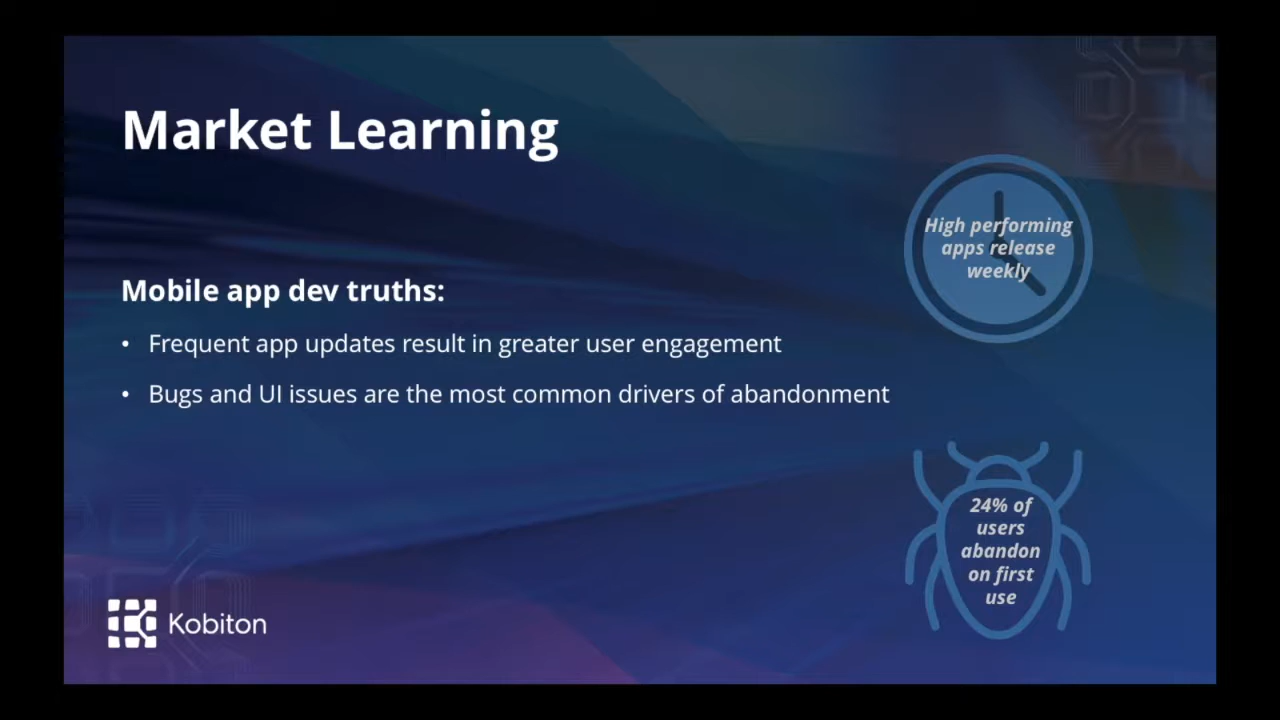 Market Learning
High performing
apps release
weekly
Mobile app dev truths:
• Frequent app updates result in greater user engagement
• Bugs and UI issues are the most common drivers of abandonment
24% of
users
abandon
on first
use
Kobiton